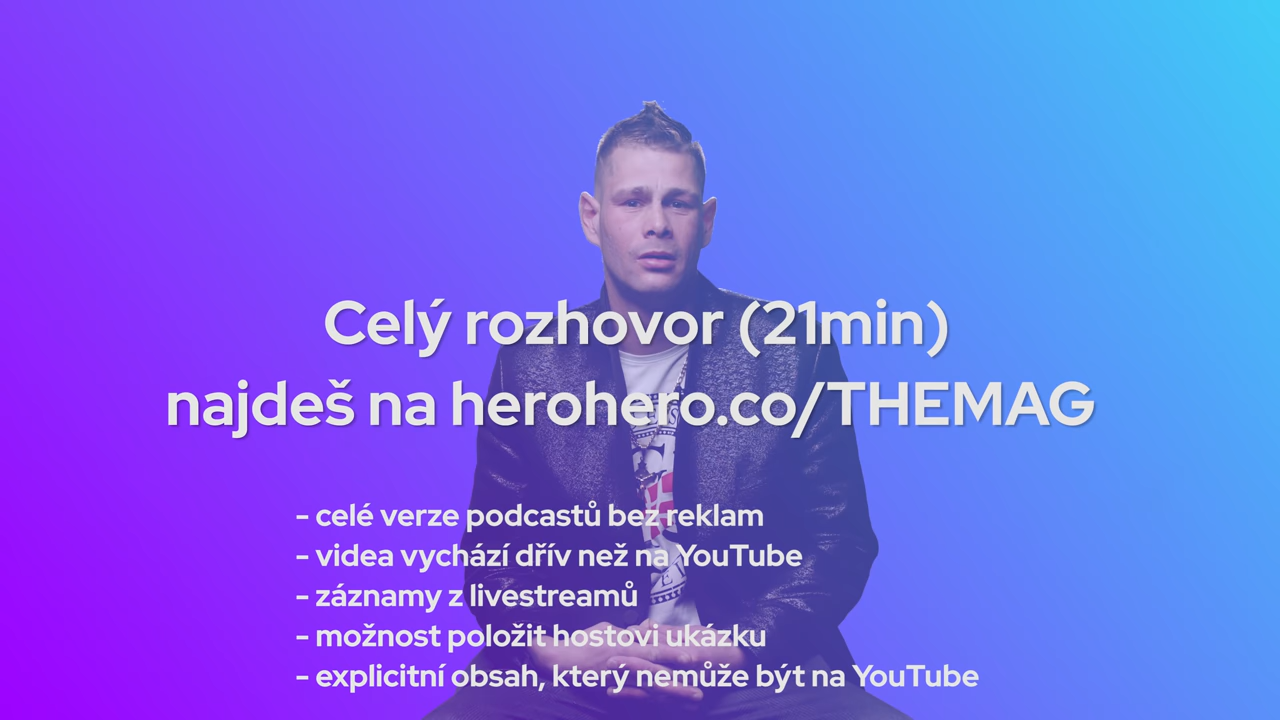 Celý rozhovor (21min)
najdeš na herohero.co/THEMAG
- celé verze podcastů bez reklam
- videa vychází dřív než na YouTube
- záznamy z livestreamů
- možnost položit hostovi ukázku
- explicitní obsah, který nemůže být na YouTube